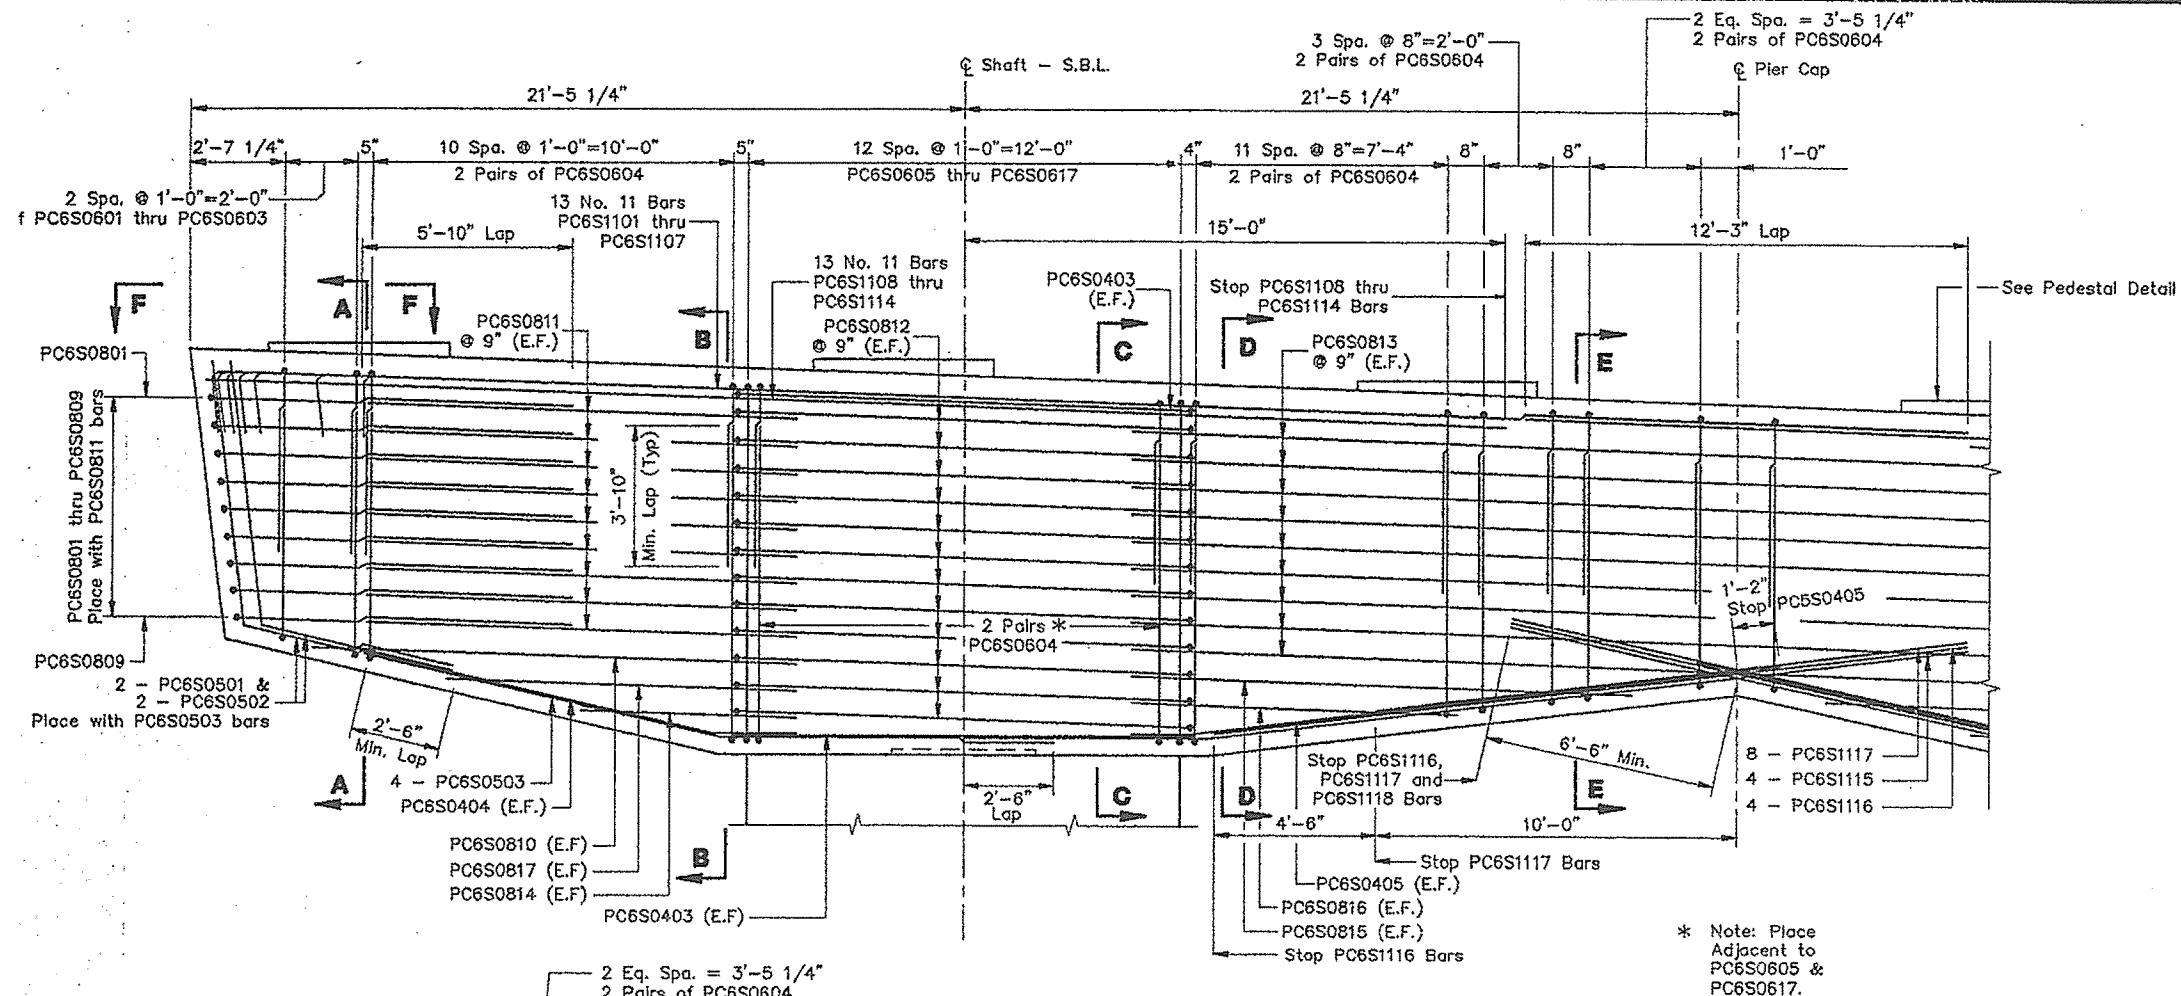 2 Eq. Spa. = 3'-5 1/4"
2 Pairs of PC6S0604
3 Spa. @ 8"=2'-0"
2 Pairs of PC6S0604
℄ Shaft - S.B.L.
℄ Pier Cap
21'-5 1/4"
21'-5 1/4"
2'-7 1/4"
5"
10 Spa. @ 1'-0"=10'-0"
2 Pairs of PC6S0604
5"
12 Spa. @ 1'-0"=12'-0"
PC6S0605 thru PC6S0617
4"
11 Spa. @ 8"=7'-4"
2 Pairs of PC6S0604
8"
8"
1'-0"
2 Spa. @ 1'-0"=2'-0"
f PC6S0601 thru PC6S0603
13 No. 11 Bars
PC6S1101 thru
PC6S1107
5'-10" Lap
15'-0"
12'-3" Lap
13 No. 11 Bars
PC6S1108 thru
PC6S1114
PC6S0403
(E.F.)
Stop PC6S1108 thru
PC6S1114 Bars
See Pedestal Detail
F
A
F
B
C
D
E
PC6S0811
@ 9" (E.F.)
PC6S0812
@ 9" (E.F.)
PC6S0813
@ 9" (E.F.)
PC6S0801
PC6S0801 thru PC6S0809
Place with PC6S0811 bars
3'-10"
Min. Lap (Typ)
1'-2"
Stop PC5S0405
2 Pairs *
PC6S0604
PC6S0809
2 - PC6S0501 &
2 - PC6S0502
Place with PC6S0503 bars
2'-6"
Min. Lap
A
4 - PC6S0503
PC6S0404 (E.F.)
PC6S0810 (E.F)
PC6S0817 (E.F)
PC6S0814 (E.F)
B
PC6S0403 (E.F)
2'-6"
Lap
C
D
E
Stop PC6S1116,
PC6S1117 and
PC6S1118 Bars
6'-6" Min.
8 - PC6S1117
4 - PC6S1115
4 - PC6S1116
4'-6"
10'-0"
Stop PC6S1117 Bars
PC6S0405 (E.F.)
PC6S0816 (E.F.)
PC6S0815 (E.F.)
Stop PC6S1116 Bars
* Note: Place
Adjacent to
PC6S0605 &
PC6S0617.
2 Eq. Spa. = 3'-5 1/4"
2 Pairs of PC6S0604